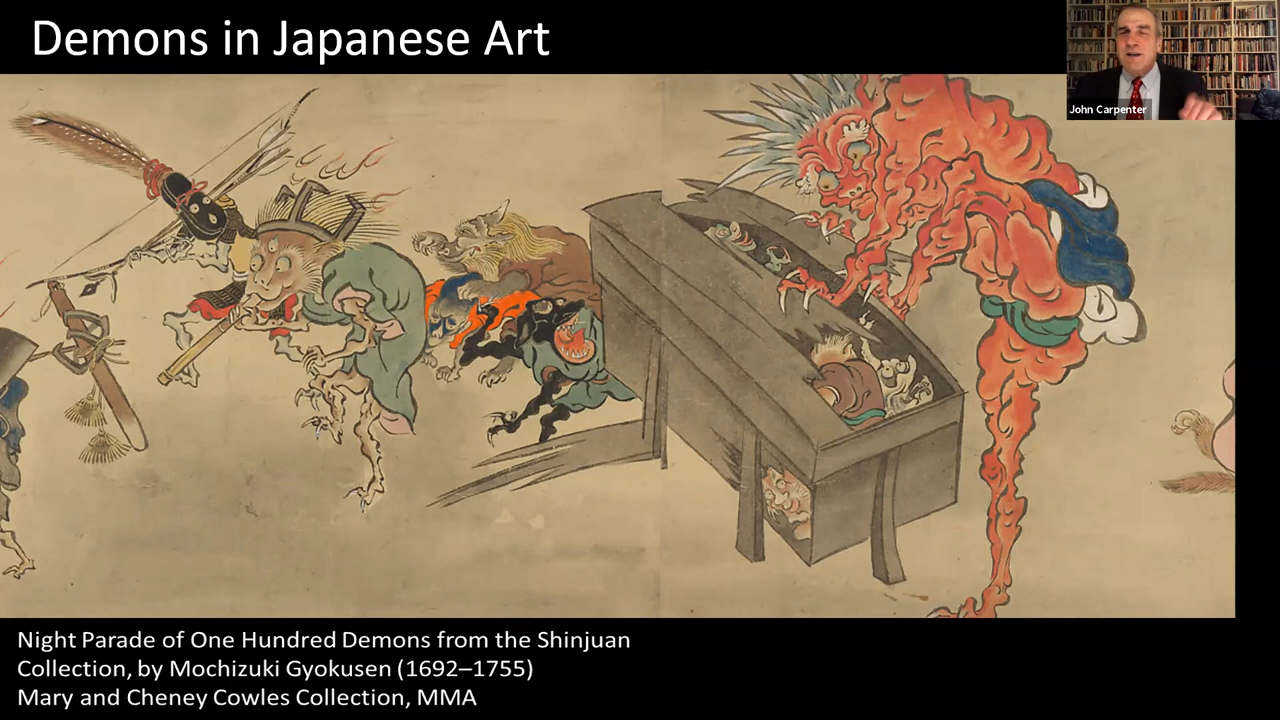 Demons in Japanese Art
John Carpenter
Night Parade of One Hundred Demons from the Shinjuan
Collection, by Mochizuki Gyokusen (1692–1755)
Mary and Cheney Cowles Collection, MMA